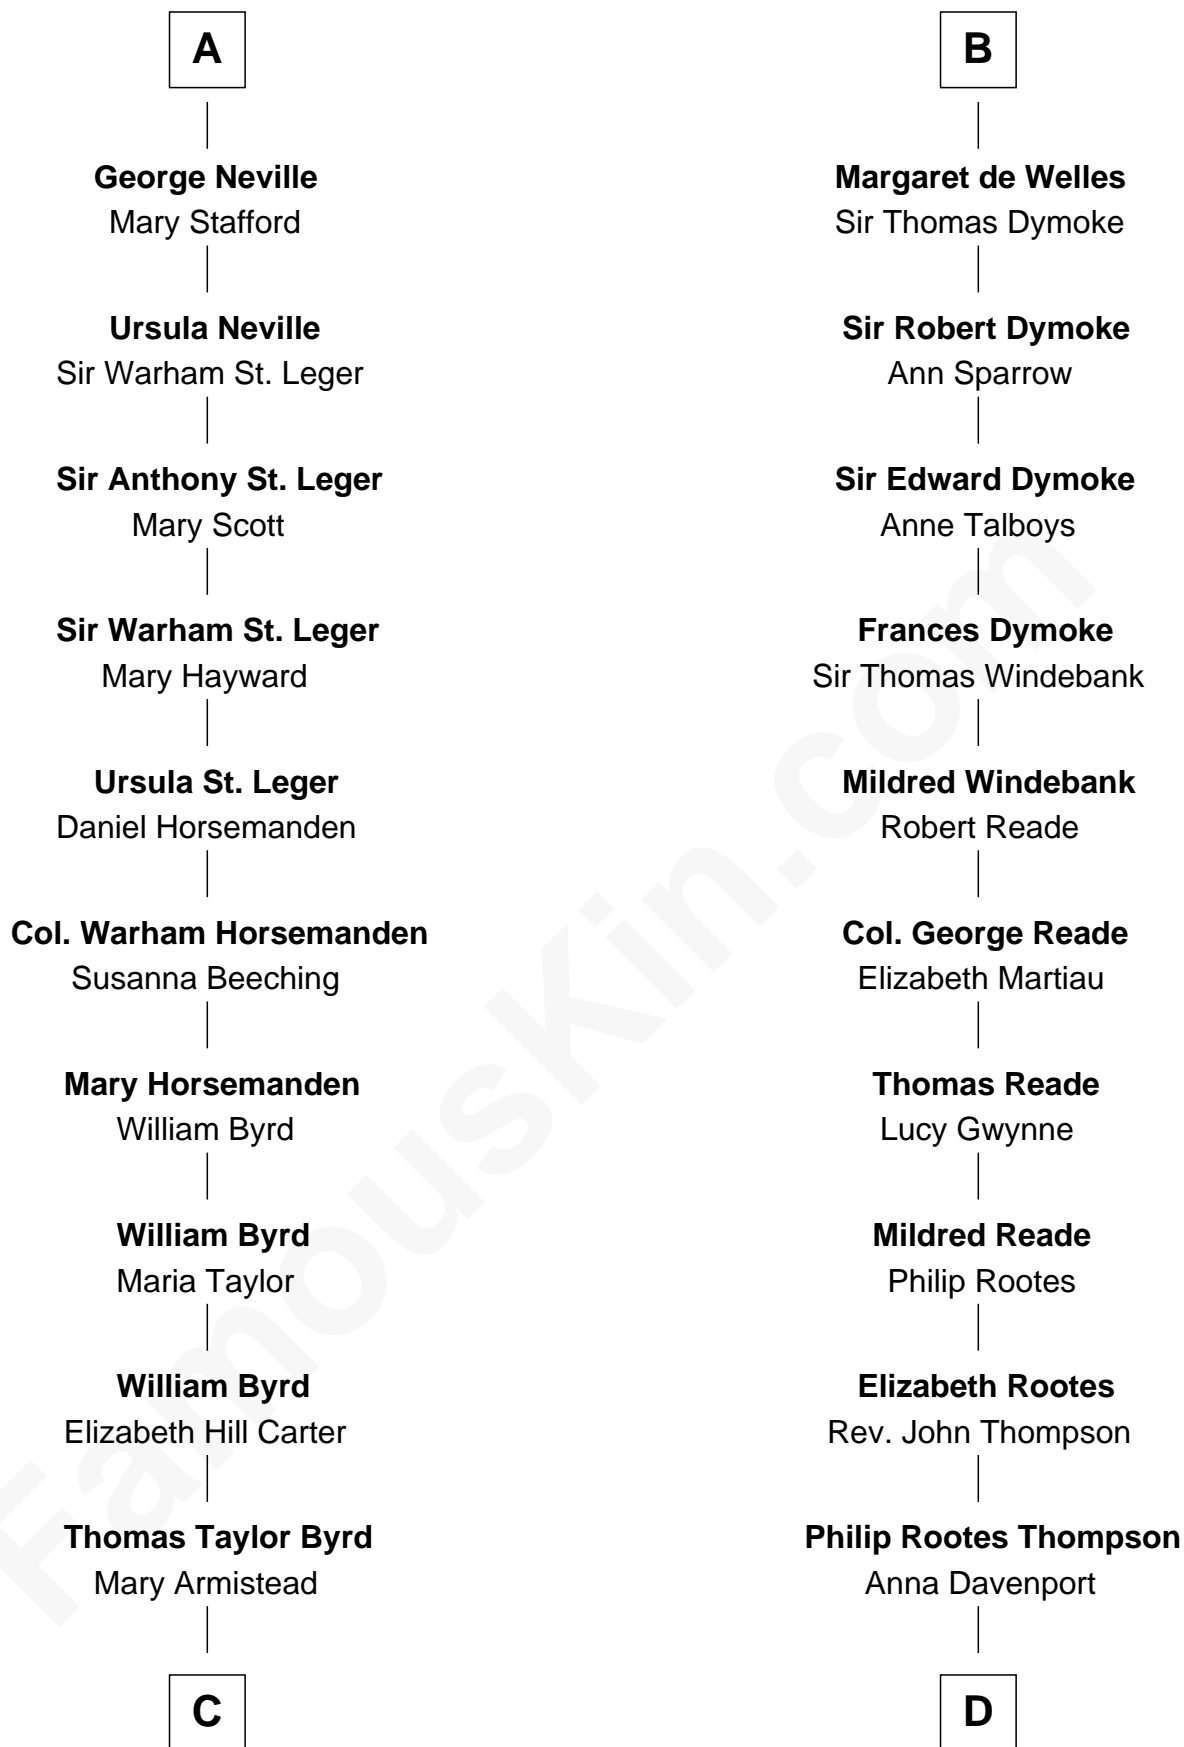 A
George Neville
Mary Stafford
Ursula Neville
Sir Warham St. Leger
Sir Anthony St. Leger
Mary Scott
Sir Warham St. Leger
Mary Hayward
Ursula St. Leger
Daniel Horsemanden
Col. Warham Horsemanden
Susanna Beeching
Mary Horsemanden
William Byrd
William Byrd
Maria Taylor
William Byrd
Elizabeth Hill Carter
Thomas Taylor Byrd
Mary Armistead
C
B
Margaret de Welles
Sir Thomas Dymoke
Sir Robert Dymoke
Ann Sparrow
Sir Edward Dymoke
Anne Talboys
Frances Dymoke
Sir Thomas Windebank
Mildred Windebank
Robert Reade
Col. George Reade
Elizabeth Martiau
Thomas Reade
Lucy Gwynne
Mildred Reade
Philip Rootes
Elizabeth Rootes
Rev. John Thompson
Philip Rootes Thompson
Anna Davenport
D
FamousKin.com